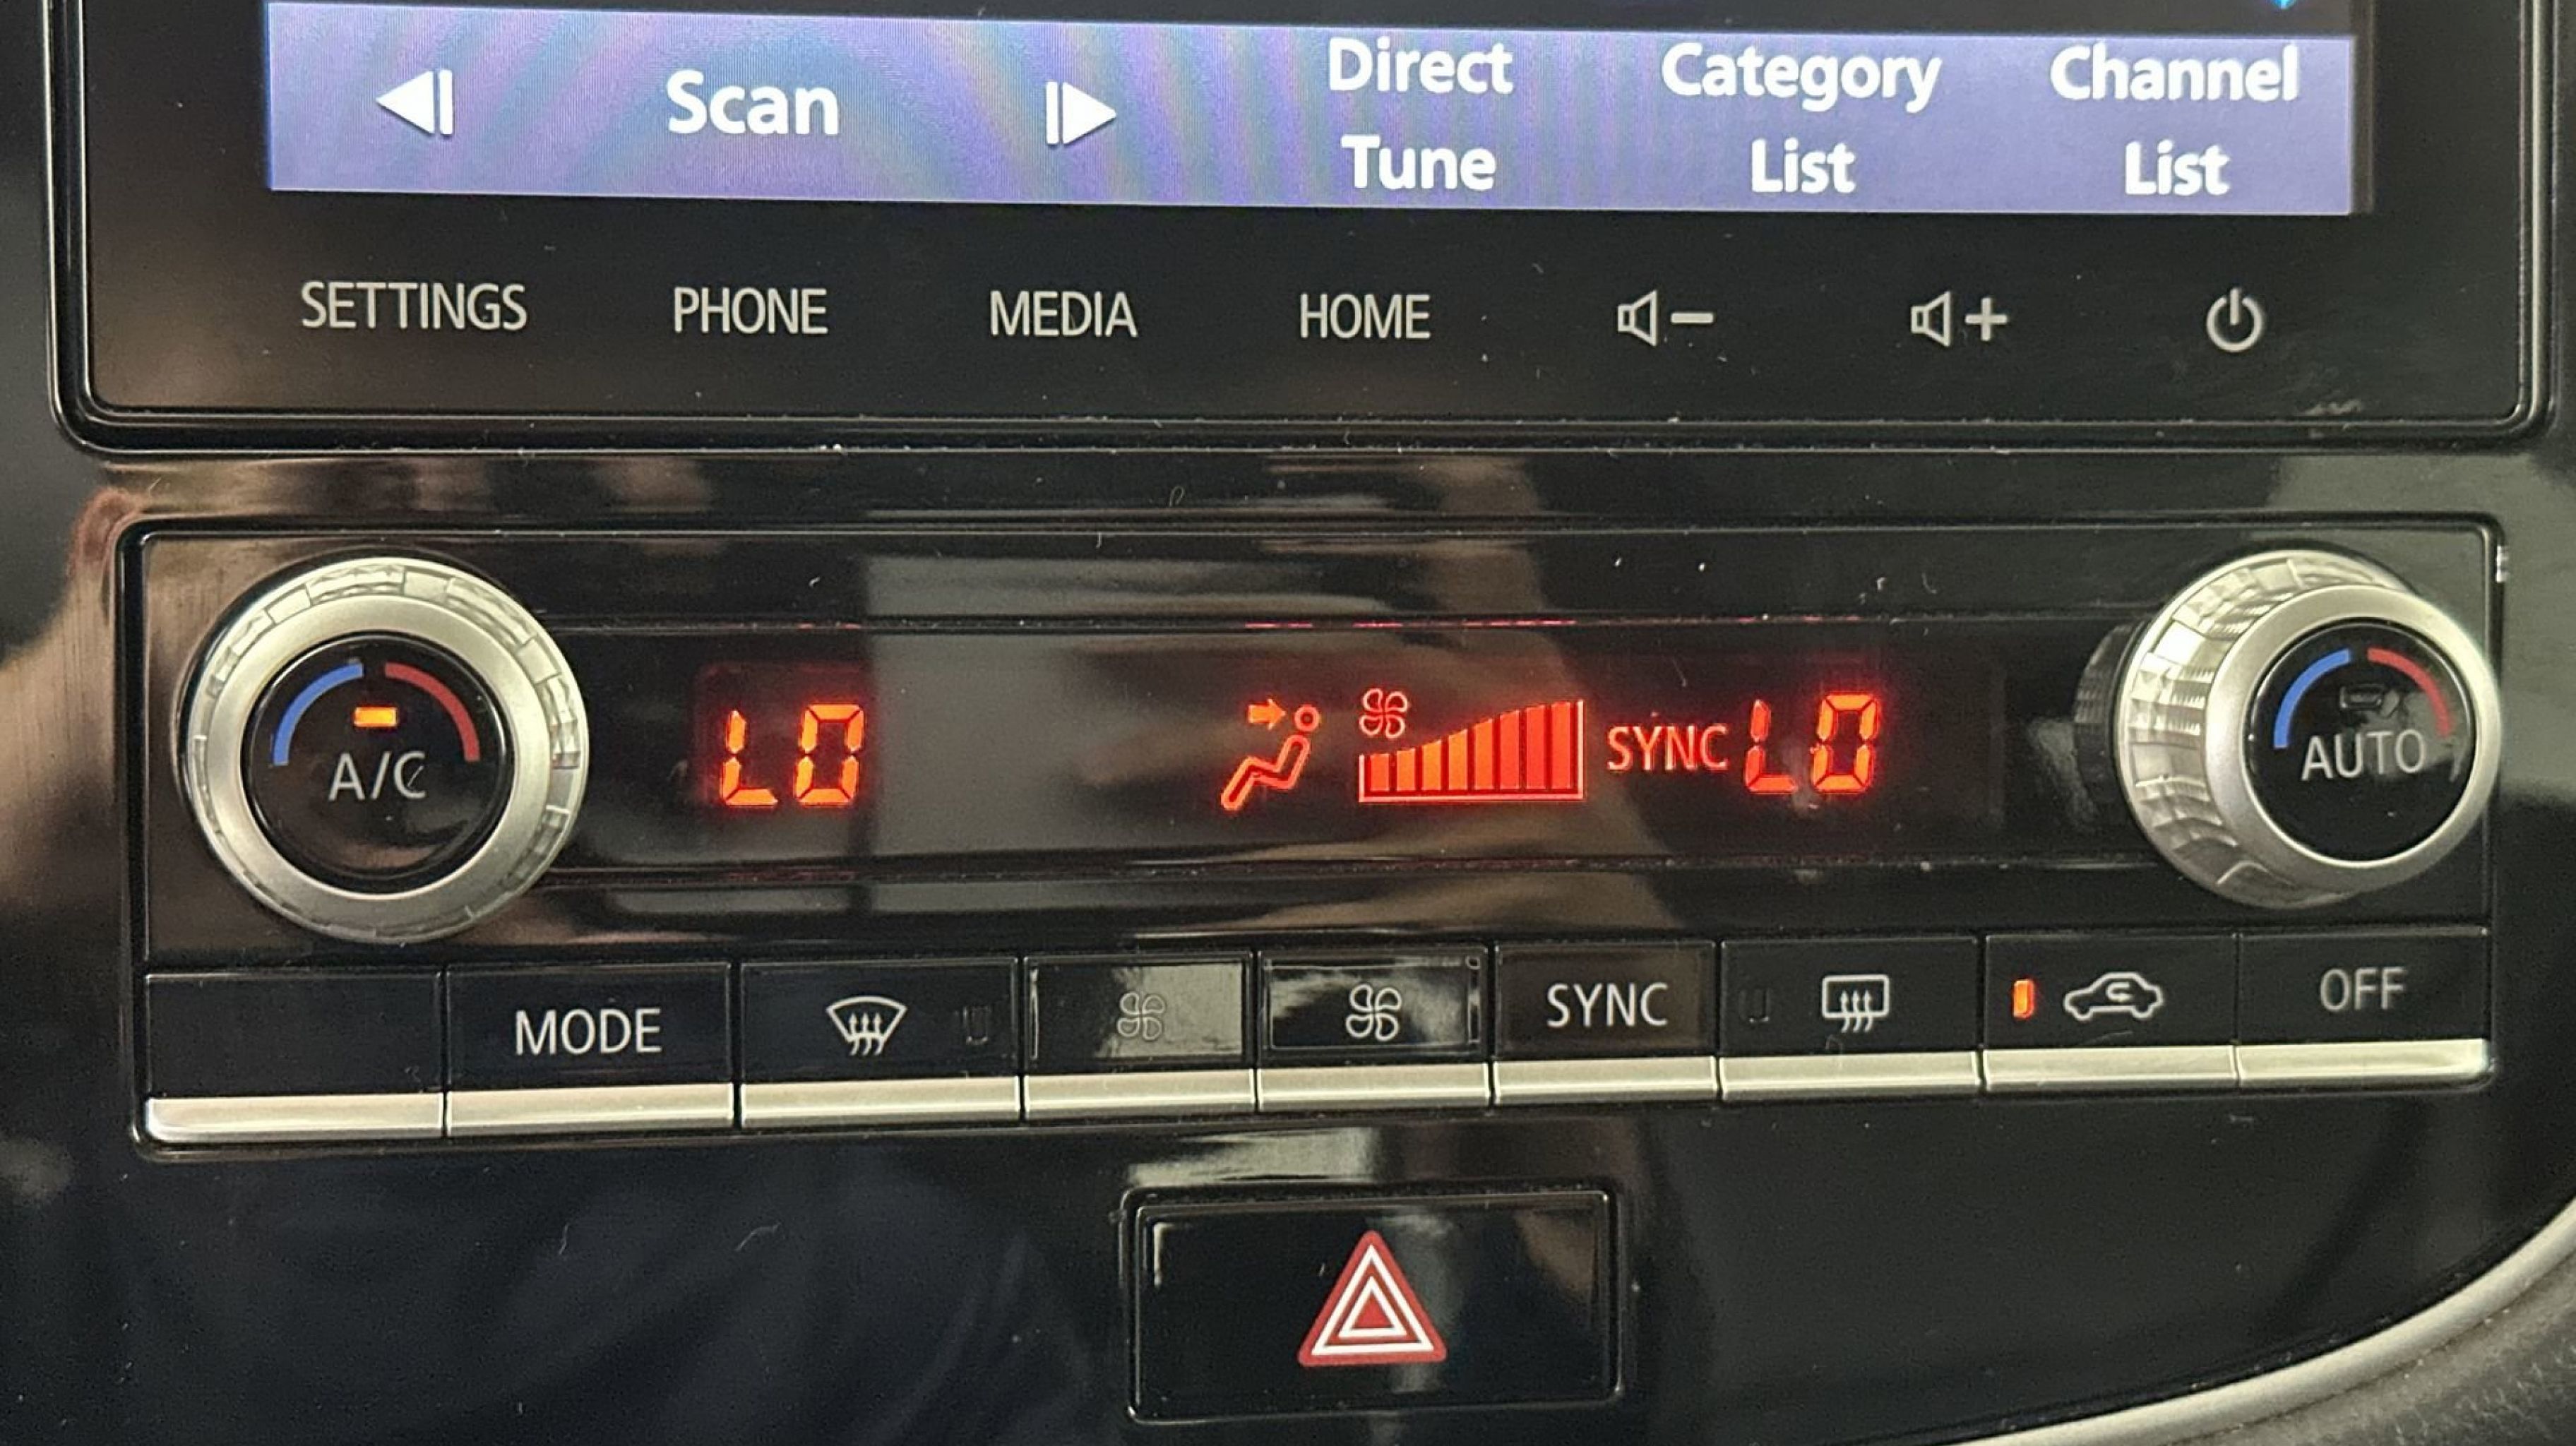 Scan
Direct
Tune
Category
List
Channel
List
SETTINGS
PHONE
MEDIA
HOME
A/C
LO
SYNC
LO
AUTO
MODE
SYNC
OFF